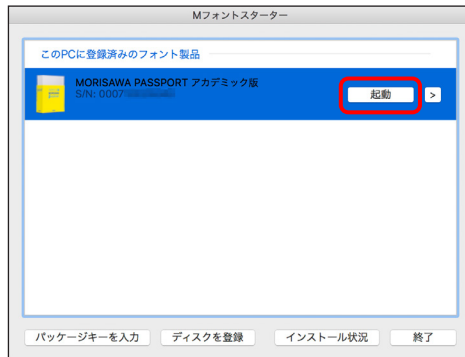 Mフォントスターター
このPCに登録済みのフォント製品
MORISAWA PASSPORT アカデミック版
S/N: 0007
起動
>
パッケージキーを入力
ディスクを登録
インストール状況
終了